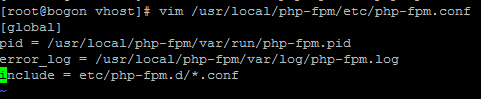 [root@bogon vhost]# vim /usr/local/php-fpm/etc/php-fpm.conf
[global]
pid = /usr/local/php-fpm/var/run/php-fpm.pid
error_log = /usr/local/php-fpm/var/log/php-fpm.log
include = etc/php-fpm.d/*.conf
~